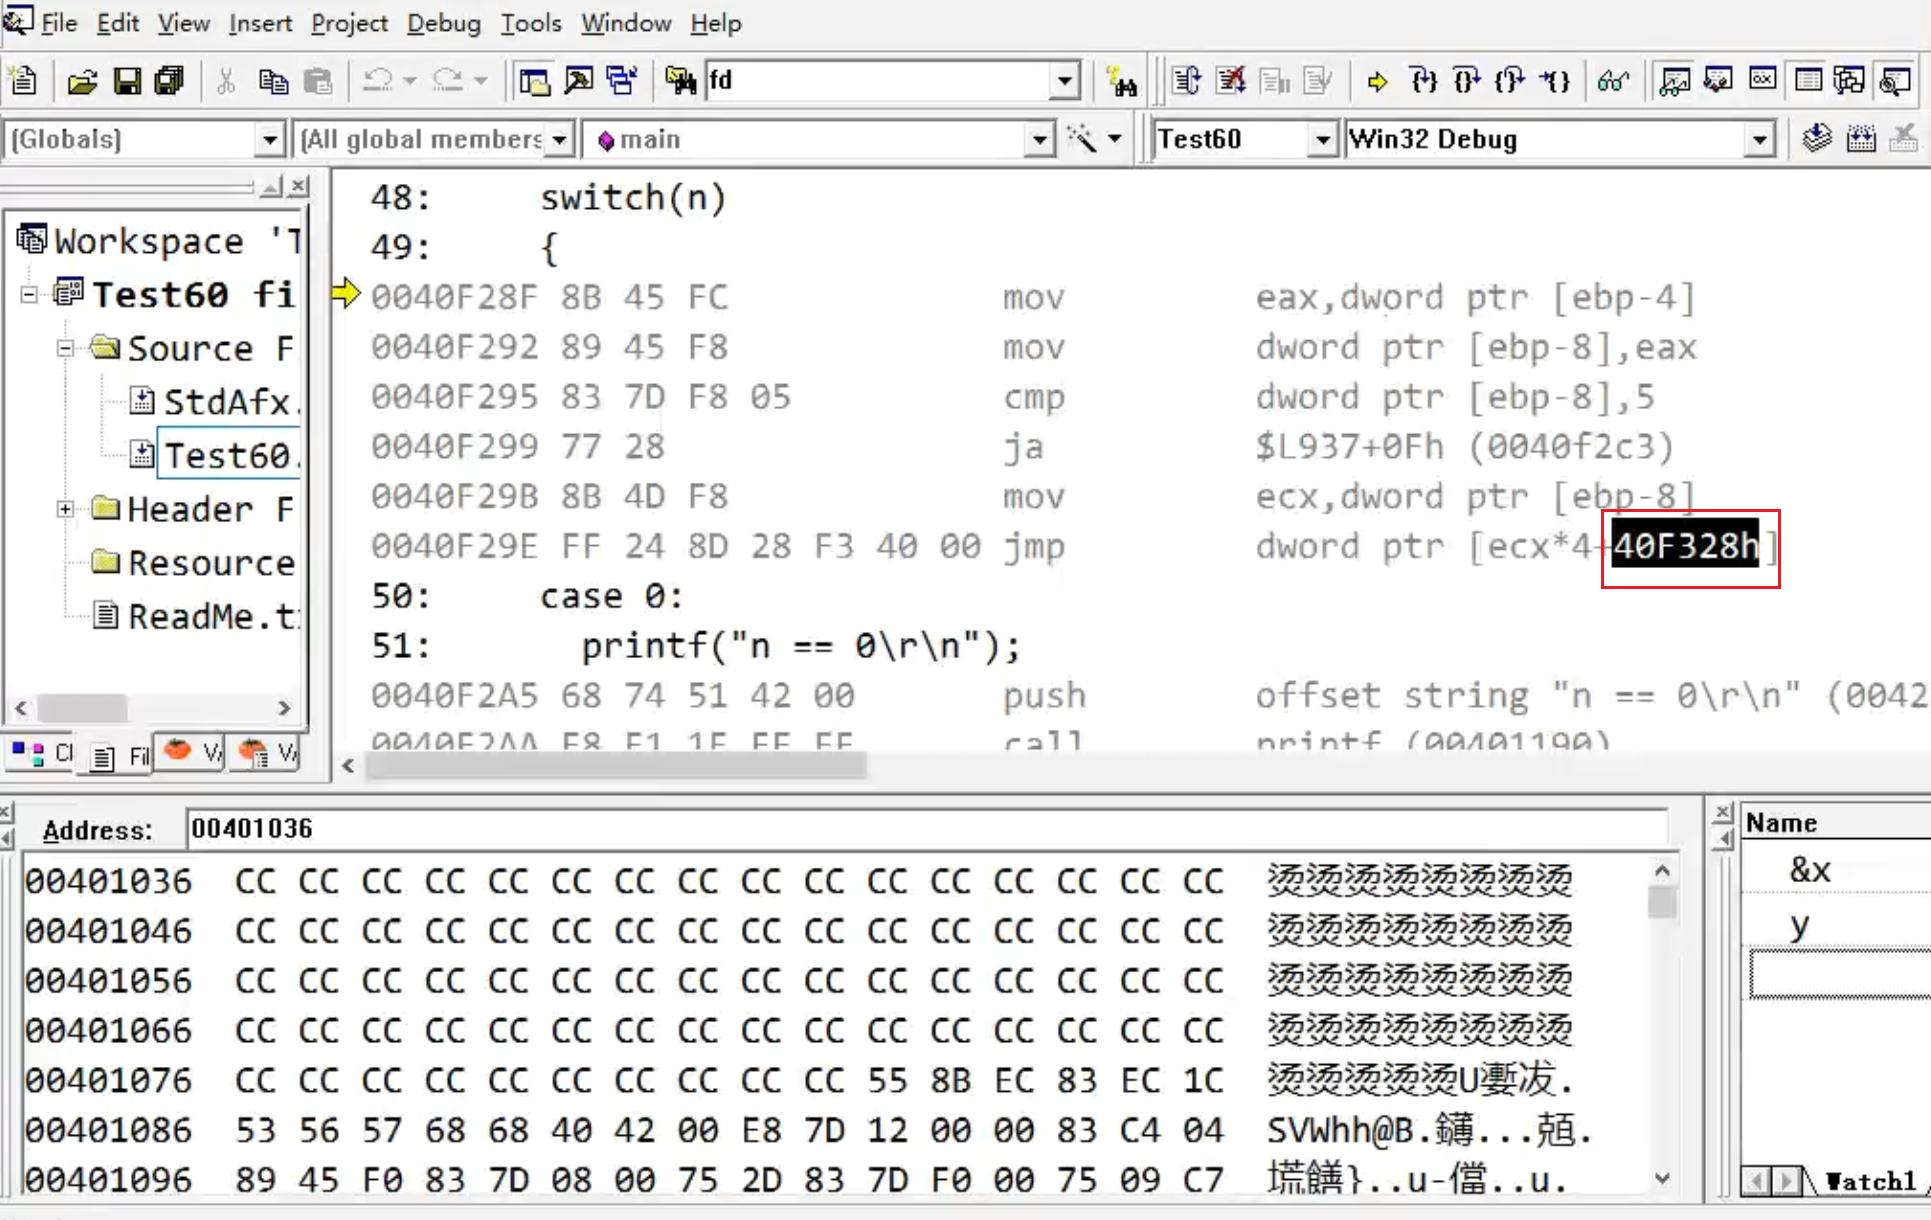 File Edit View Insert Project Debug Tools Window Help
fd
(Globals) (All global members main Test60 Win32 Debug
Workspace 'T
Test60 fi
Source F
StdAfx.
Test60.
Header F
Resource
ReadMe.t
Cl Fil V V
48: switch(n)
49: {
0040F28F 8B 45 FC mov eax,dword ptr [ebp-4]
0040F292 89 45 F8 mov dword ptr [ebp-8],eax
0040F295 83 7D F8 05 cmp dword ptr [ebp-8],5
0040F299 77 28 ja $L937+0Fh (0040f2c3)
0040F29B 8B 4D F8 mov ecx,dword ptr [ebp-8]
0040F29E FF 24 8D 28 F3 40 00 jmp dword ptr [ecx*4+40F328h]
50: case 0:
51: printf("n == 0\r\n");
0040F2A5 68 74 51 42 00 push offset string "n == 0\r\n" (0042
0040F2AA E8 E1 1E FF FF call printf (00401190)
Address: 00401036
00401036 CC CC CC CC CC CC CC CC CC CC CC CC CC CC CC CC 烫烫烫烫烫烫烫烫
00401046 CC CC CC CC CC CC CC CC CC CC CC CC CC CC CC CC 烫烫烫烫烫烫烫烫
00401056 CC CC CC CC CC CC CC CC CC CC CC CC CC CC CC CC 烫烫烫烫烫烫烫烫
00401066 CC CC CC CC CC CC CC CC CC CC CC CC CC CC CC CC 烫烫烫烫烫烫烫烫
00401076 CC CC CC CC CC CC CC CC CC CC 55 8B EC 83 EC 1C 烫烫烫烫烫U嬱冹.
00401086 53 56 57 68 68 40 42 00 E8 7D 12 00 00 83 C4 04 SVWhh@B.鑮...兡.
00401096 89 45 F0 83 7D 08 00 75 2D 83 7D F0 00 75 09 C7 塃饍}..u-儅..u.
Name
&x
y
Watch1